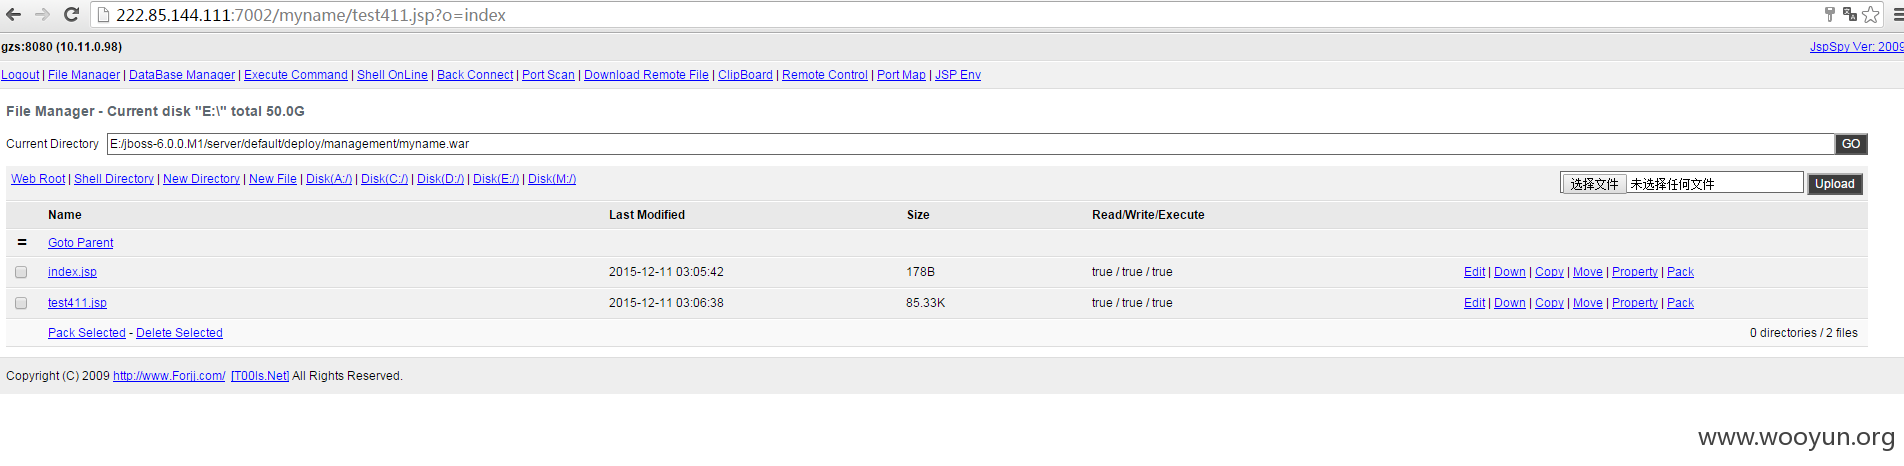 222.85.144.111:7002/myname/test411.jsp?o=index
gzs:8080 (10.11.0.98) JspSpy Ver: 2009
Logout | File Manager | DataBase Manager | Execute Command | Shell OnLine | Back Connect | Port Scan | Download Remote File | ClipBoard | Remote Control | Port Map | JSP Env
File Manager - Current disk "E:\" total 50.0G
Current Directory E:/jboss-6.0.0.M1/server/default/deploy/management/myname.war GO
Web Root | Shell Directory | New Directory | New File | Disk(A:/) | Disk(C:/) | Disk(D:/) | Disk(E:/) | Disk(M:/) 选择文件 未选择任何文件 Upload
Name Last Modified Size Read/Write/Execute
= Goto Parent
index.jsp 2015-12-11 03:05:42 178B true / true / true Edit | Down | Copy | Move | Property | Pack
test411.jsp 2015-12-11 03:06:38 85.33K true / true / true Edit | Down | Copy | Move | Property | Pack
Pack Selected - Delete Selected 0 directories / 2 files
Copyright (C) 2009 http://www.Forjj.com/ [T00ls.Net] All Rights Reserved.
www.wooyun.org